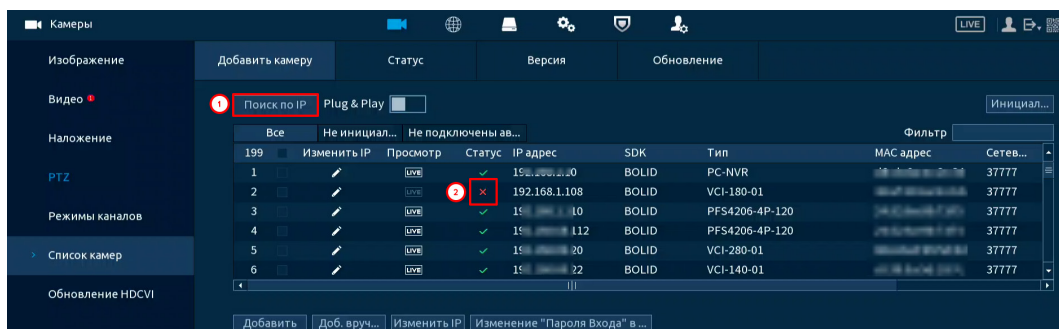 Камеры LIVE
Изображение Добавить камеру Статус Версия Обновление
Видео 1 Поиск по IP Plug & Play Инициал...
Наложение Все Не инициал... Не подключены ав... Фильтр
199 Изменить IP Просмотр Статус IP адрес SDK Тип MAC адрес Сетев...
PTZ 1 LIVE BOLID PC-NVR 37777
2 LIVE 2 192.168.1.108 BOLID VCI-180-01 37777
Режимы каналов 3 LIVE BOLID PFS4206-4P-120 37777
4 LIVE BOLID PFS4206-4P-120 37777
Список камер 5 LIVE BOLID VCI-280-01 37777
6 LIVE BOLID VCI-140-01 37777
Обновление HDCVI
Добавить Доб. вруч... Изменить IP Изменение "Пароля Входа" в ...